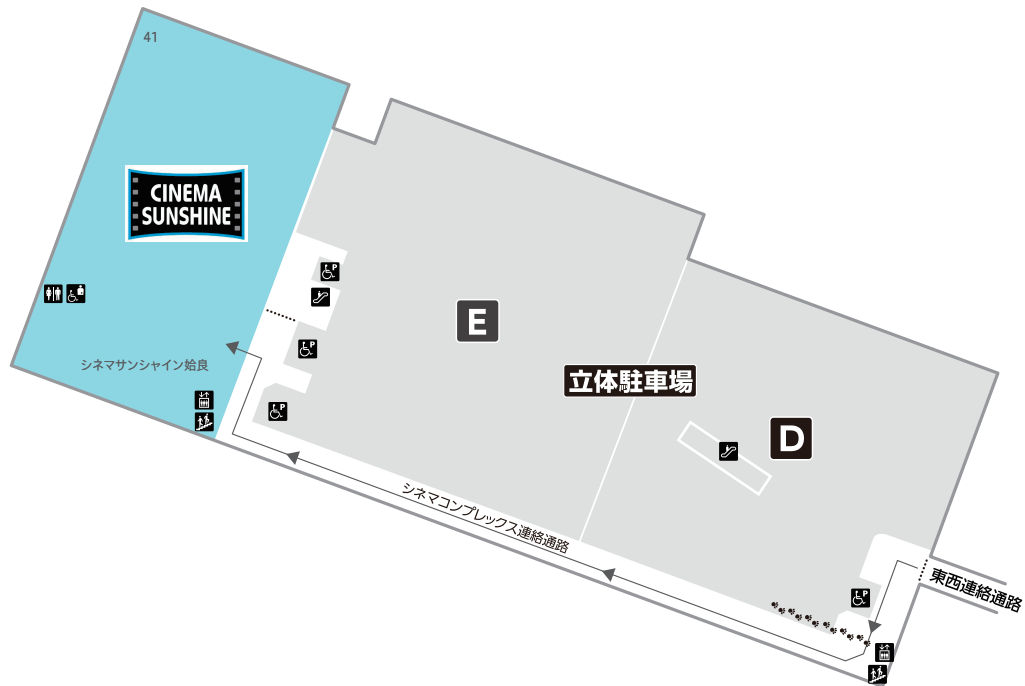 41
CINEMA
SUNSHINE
シネマサンシャイン姶良
P
P
P
E
立体駐車場
D
シネマコンプレックス連絡通路
東西連絡通路
P